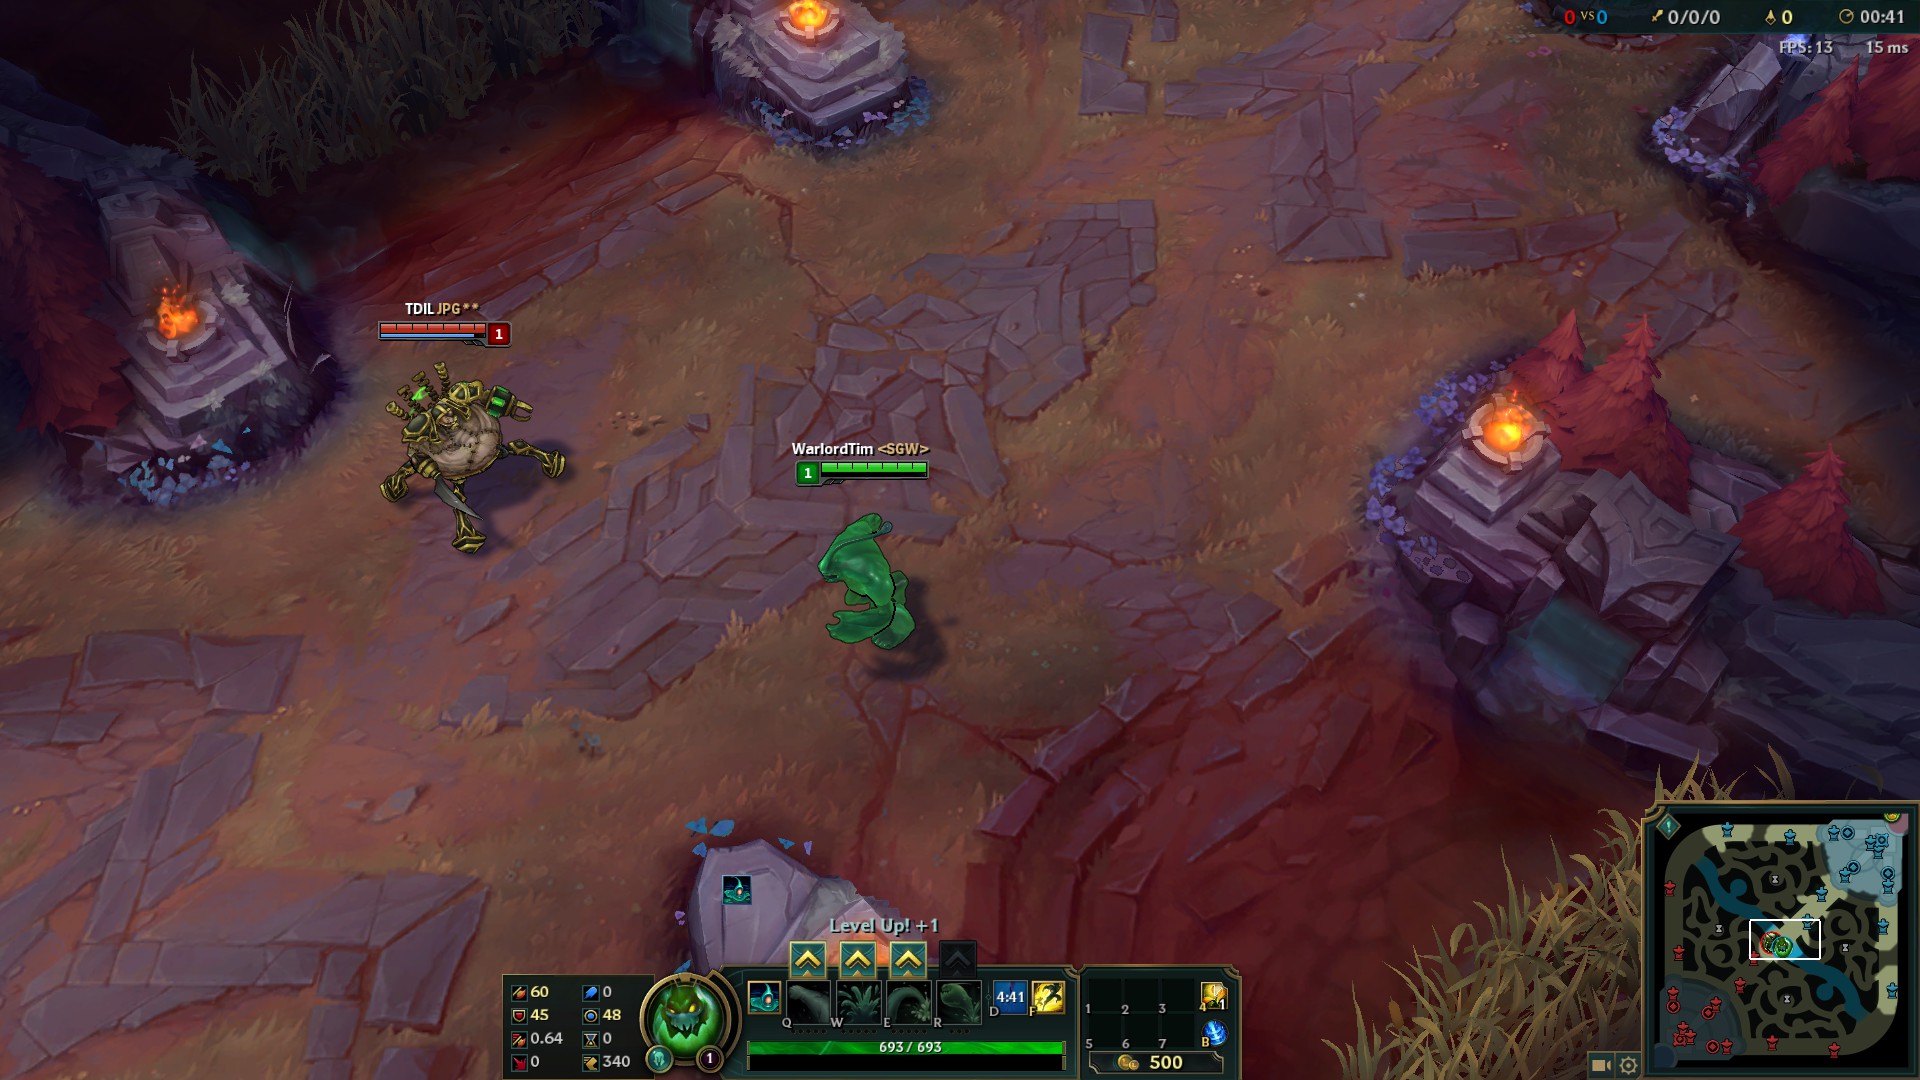 0 VS 0 0/0/0 0 00:41
FPS: 13 15 ms
TDIL JPG**
1
WarlordTim <SGW>
1
Level Up! +1
60 0
45 48
0.64 0
0 340
1
Q W E R
4:41
D F
693 / 693
1 2 3 4 1
5 6 7 B
500